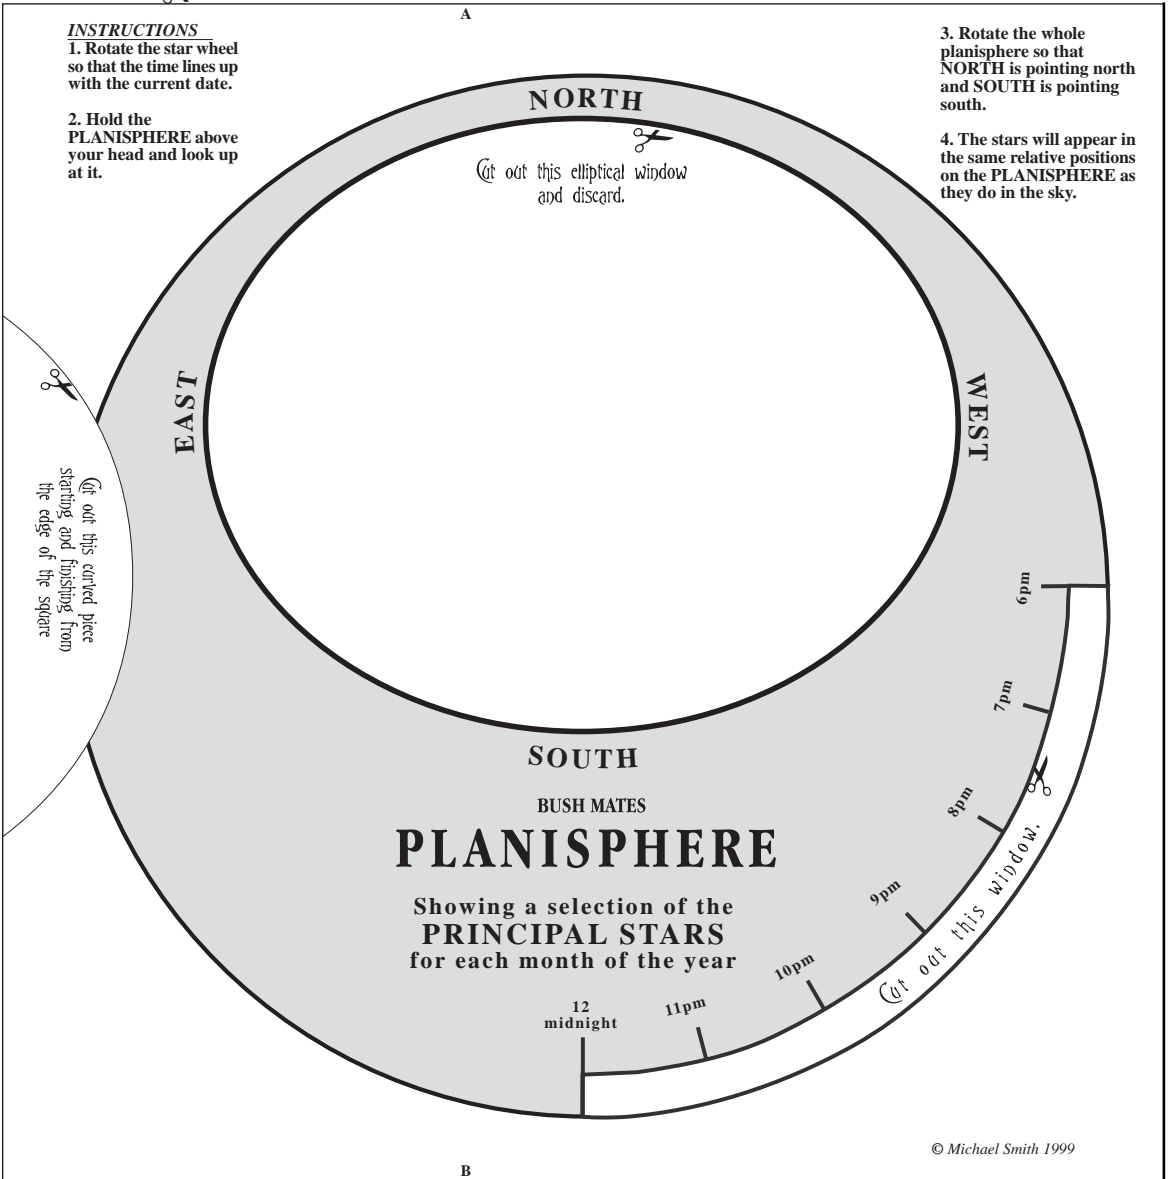 A
INSTRUCTIONS
1. Rotate the star wheel
so that the time lines up
with the current date.
2. Hold the
PLANISPHERE above
your head and look up
at it.
3. Rotate the whole
planisphere so that
NORTH is pointing north
and SOUTH is pointing
south.
4. The stars will appear in
the same relative positions
on the PLANISPHERE as
they do in the sky.
NORTH
Cut out this elliptical window
and discard.
EAST
WEST
Cut out this curved piece
starting and finishing from
the edge of the square
6pm
7pm
8pm
9pm
10pm
11pm
12
midnight
Cut out this window.
SOUTH
BUSH MATES
PLANISPHERE
Showing a selection of the
PRINCIPAL STARS
for each month of the year
© Michael Smith 1999
B